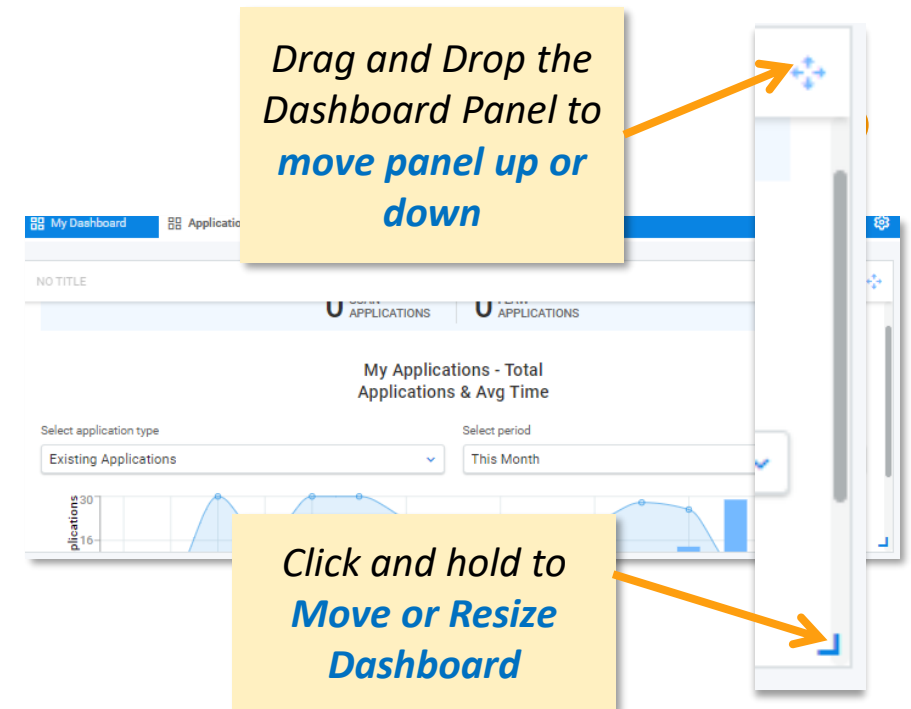 Drag and Drop the
Dashboard Panel to
move panel up or
down
My Dashboard
NO TITLE
0 APPLICATIONS
0 APPLICATIONS
My Applications - Total
Applications & Avg Time
Select application type
Select period
Existing Applications
This Month
30
16
Click and hold to
Move or Resize
Dashboard